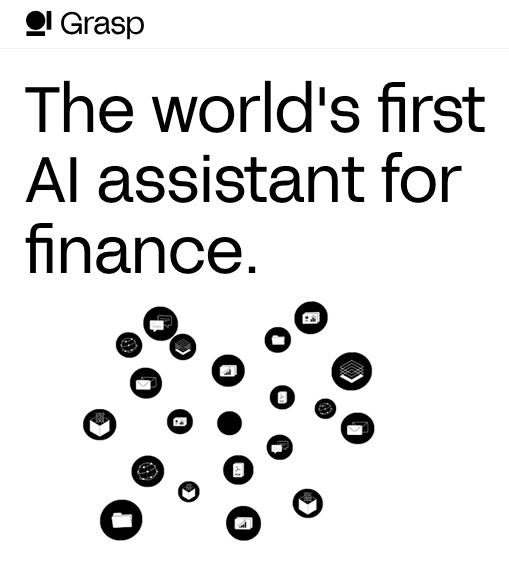 Grasp
The world's first
AI assistant for
finance.